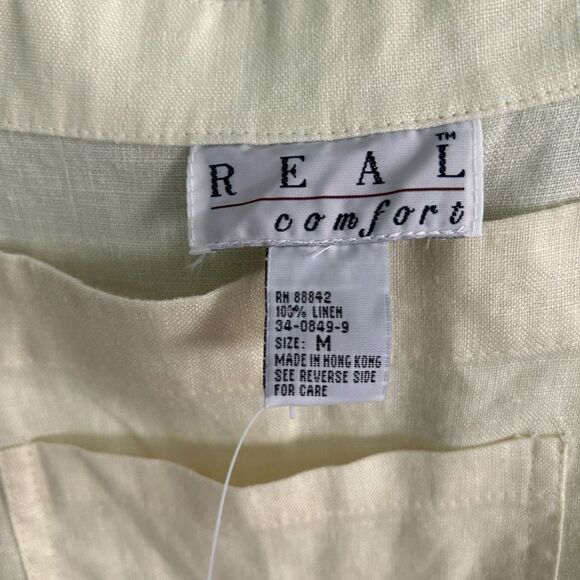 REAL™
comfort
RN 88842
100% LINEN
34-0849-9
SIZE: M
MADE IN HONG KONG
SEE REVERSE SIDE
FOR CARE